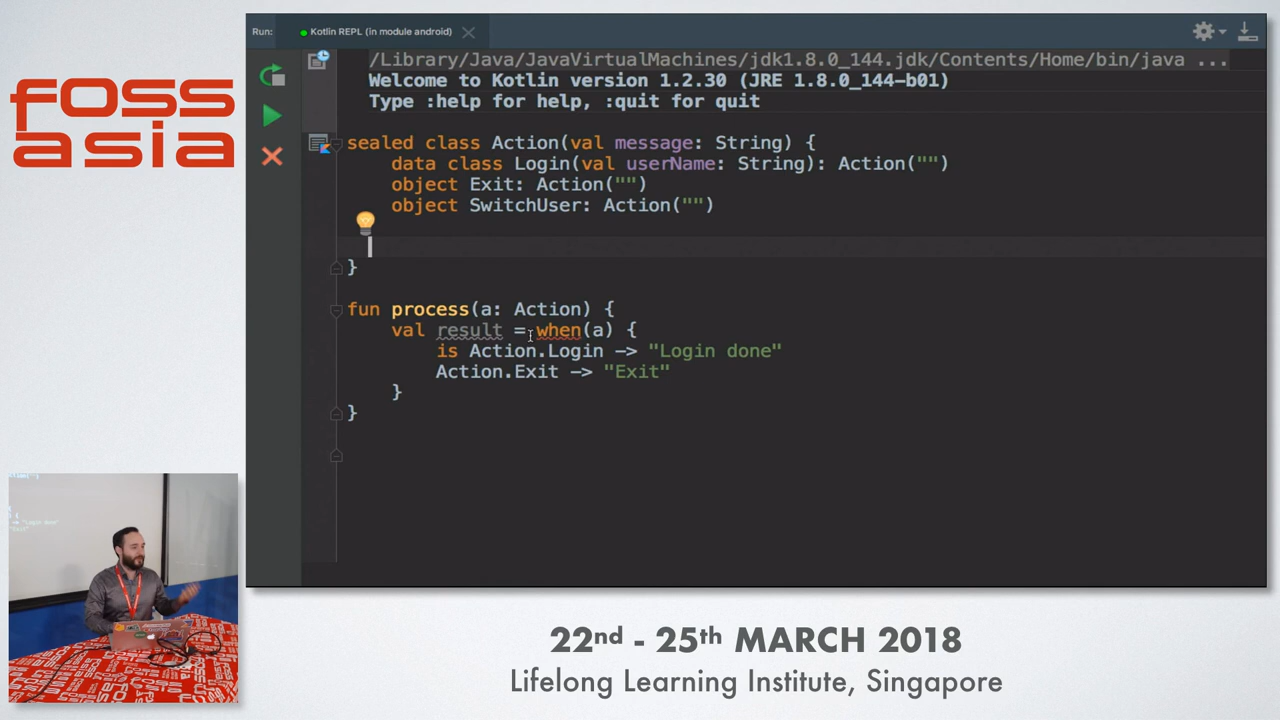 foss
asia
Run: Kotlin REPL (in module android)
/Library/Java/JavaVirtualMachines/jdk1.8.0_144.jdk/Contents/Home/bin/java ...
Welcome to Kotlin version 1.2.30 (JRE 1.8.0_144-b01)
Type :help for help, :quit for quit
sealed class Action(val message: String) {
data class Login(val userName: String): Action("")
object Exit: Action("")
object SwitchUser: Action("")
}
fun process(a: Action) {
val result = when(a) {
is Action.Login -> "Login done"
Action.Exit -> "Exit"
}
}
22nd - 25th MARCH 2018
Lifelong Learning Institute, Singapore